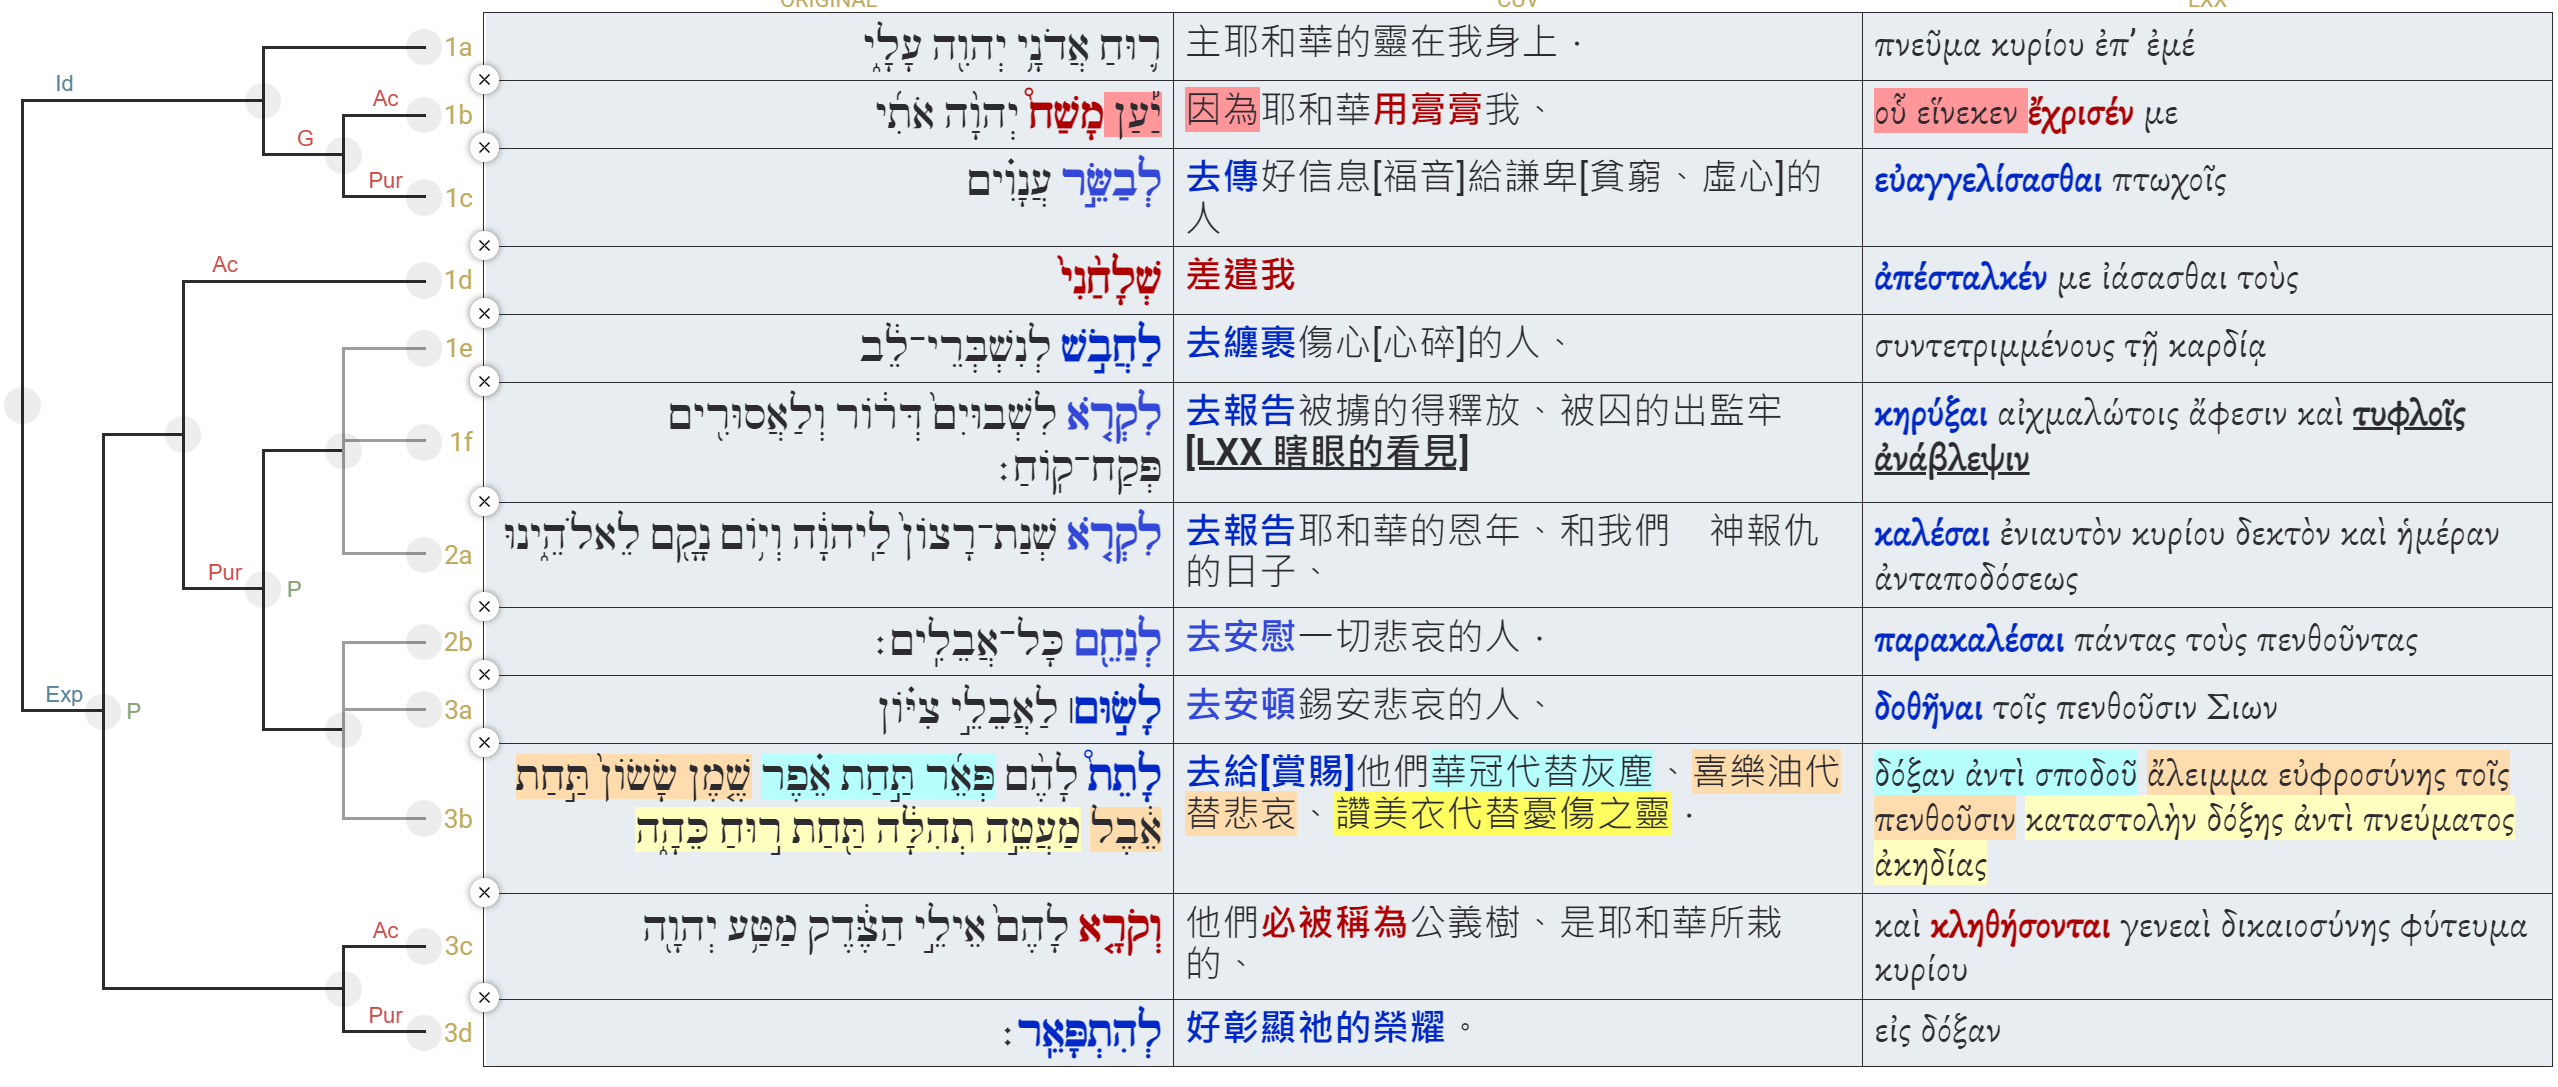 ORIGINAL CUV LXX
1a רוּחַ אֲדֹנָי יְהוִה עָלָי 主耶和華的靈在我身上． πνεῦμα κυρίου ἐπ’ ἐμέ
Id
Ac 1b יַעַן מָשַׁח יְהוָה אֹתִי 因為耶和華用膏膏我、 οὗ εἵνεκεν ἔχρισέν με
G
Pur 1c לְבַשֵּׂר עֲנָוִים 去傳好信息[福音]給謙卑[貧窮、虛心]的 εὐαγγελίσασθαι πτωχοῖς
人
Ac 1d שְׁלָחַנִי 差遣我 ἀπέσταλκέν με ἰάσασθαι τοὺς
1e לַחֲבֹשׁ לְנִשְׁבְּרֵי־לֵב 去纏裹傷心[心碎]的人、 συντετριμμένους τῇ καρδίᾳ
1f לִקְרֹא לִשְׁבוּיִם דְּרוֹר וְלַאֲסוּרִים 去報告被擄的得釋放、被囚的出監牢 κηρύξαι αἰχμαλώτοις ἄφεσιν καὶ τυφλοῖς
פְּקַח־קוֹחַ׃ [LXX 瞎眼的看見] ἀνάβλεψιν
2a לִקְרֹא שְׁנַת־רָצוֹן לַיהוָה וְיוֹם נָקָם לֵאלֹהֵינוּ 去報告耶和華的恩年、和我們　神報仇 καλέσαι ἐνιαυτὸν κυρίου δεκτὸν καὶ ἡμέραν
的日子、 ἀνταποδόσεως
Pur P
2b לְנַחֵם כָּל־אֲבֵלִים׃ 去安慰一切悲哀的人． παρακαλέσαι πάντας τοὺς πενθοῦντας
Exp P
3a לָשׂוּם׀ לַאֲבֵלֵי צִיּוֹן 去安頓錫安悲哀的人、 δοθῆναι τοῖς πενθοῦσιν Σιων
3b לָתֵת לָהֶם פְּאֵר תַּחַת אֵפֶר שֶׁמֶן שָׂשׂוֹן תַּחַת 去給[賞賜]他們華冠代替灰塵、喜樂油代 δόξαν ἀντὶ σποδοῦ ἄλειμμα εὐφροσύνης τοῖς
אֵבֶל מַעֲטֵה תְהִלָּה תַּחַת רוּחַ כֵּהָה 替悲哀、讚美衣代替憂傷之靈． πενθοῦσιν καταστολὴν δόξης ἀντὶ πνεύματος
ἀκηδίας
Ac 3c וְקֹרָא לָהֶם אֵילֵי הַצֶּדֶק מַטַּע יְהוָה 他們必被稱為公義樹、是耶和華所栽 καὶ κληθήσονται γενεαὶ δικαιοσύνης φύτευμα
的、 κυρίου
Pur 3d לְהִתְפָּאֵר׃ 好彰顯祂的榮耀。 εἰς δόξαν